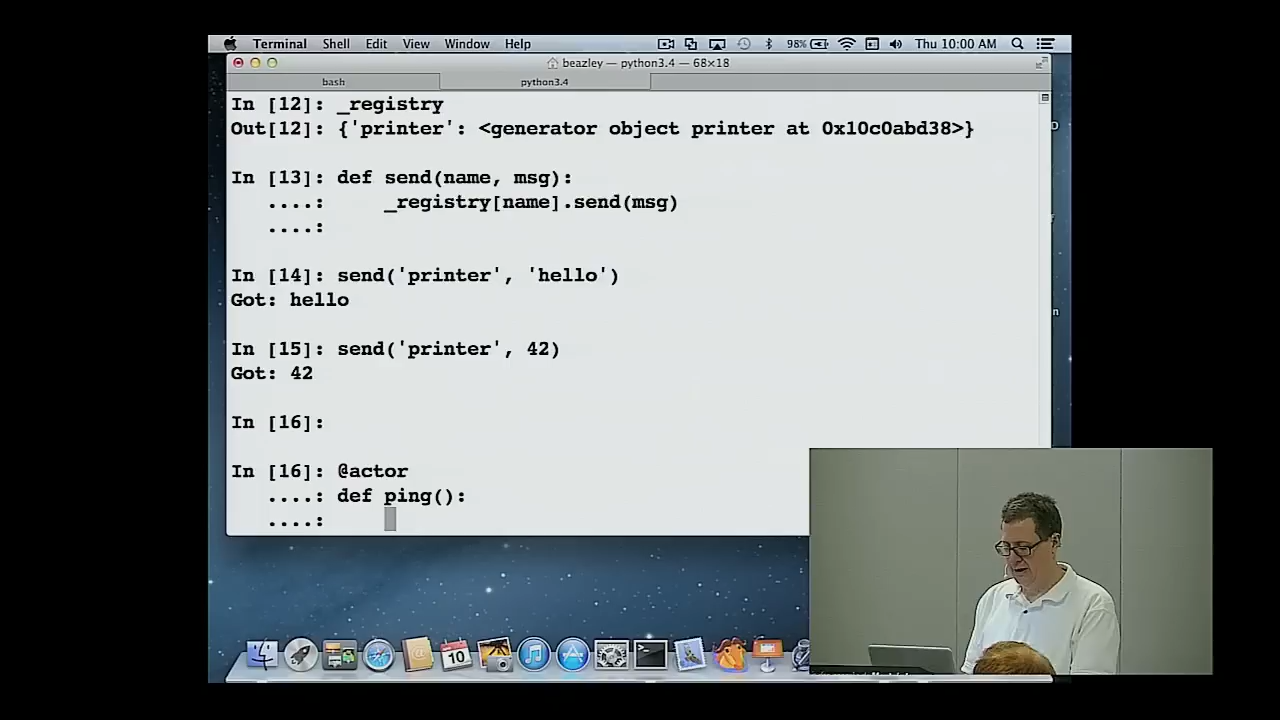 Terminal Shell Edit View Window Help 98% Thu 10:00 AM
beazley — python3.4 — 68×18
bash python3.4
In [12]: _registry
Out[12]: {'printer': <generator object printer at 0x10c0abd38>}
In [13]: def send(name, msg):
....: _registry[name].send(msg)
....:
In [14]: send('printer', 'hello')
Got: hello
In [15]: send('printer', 42)
Got: 42
In [16]:
In [16]: @actor
....: def ping():
....:
10